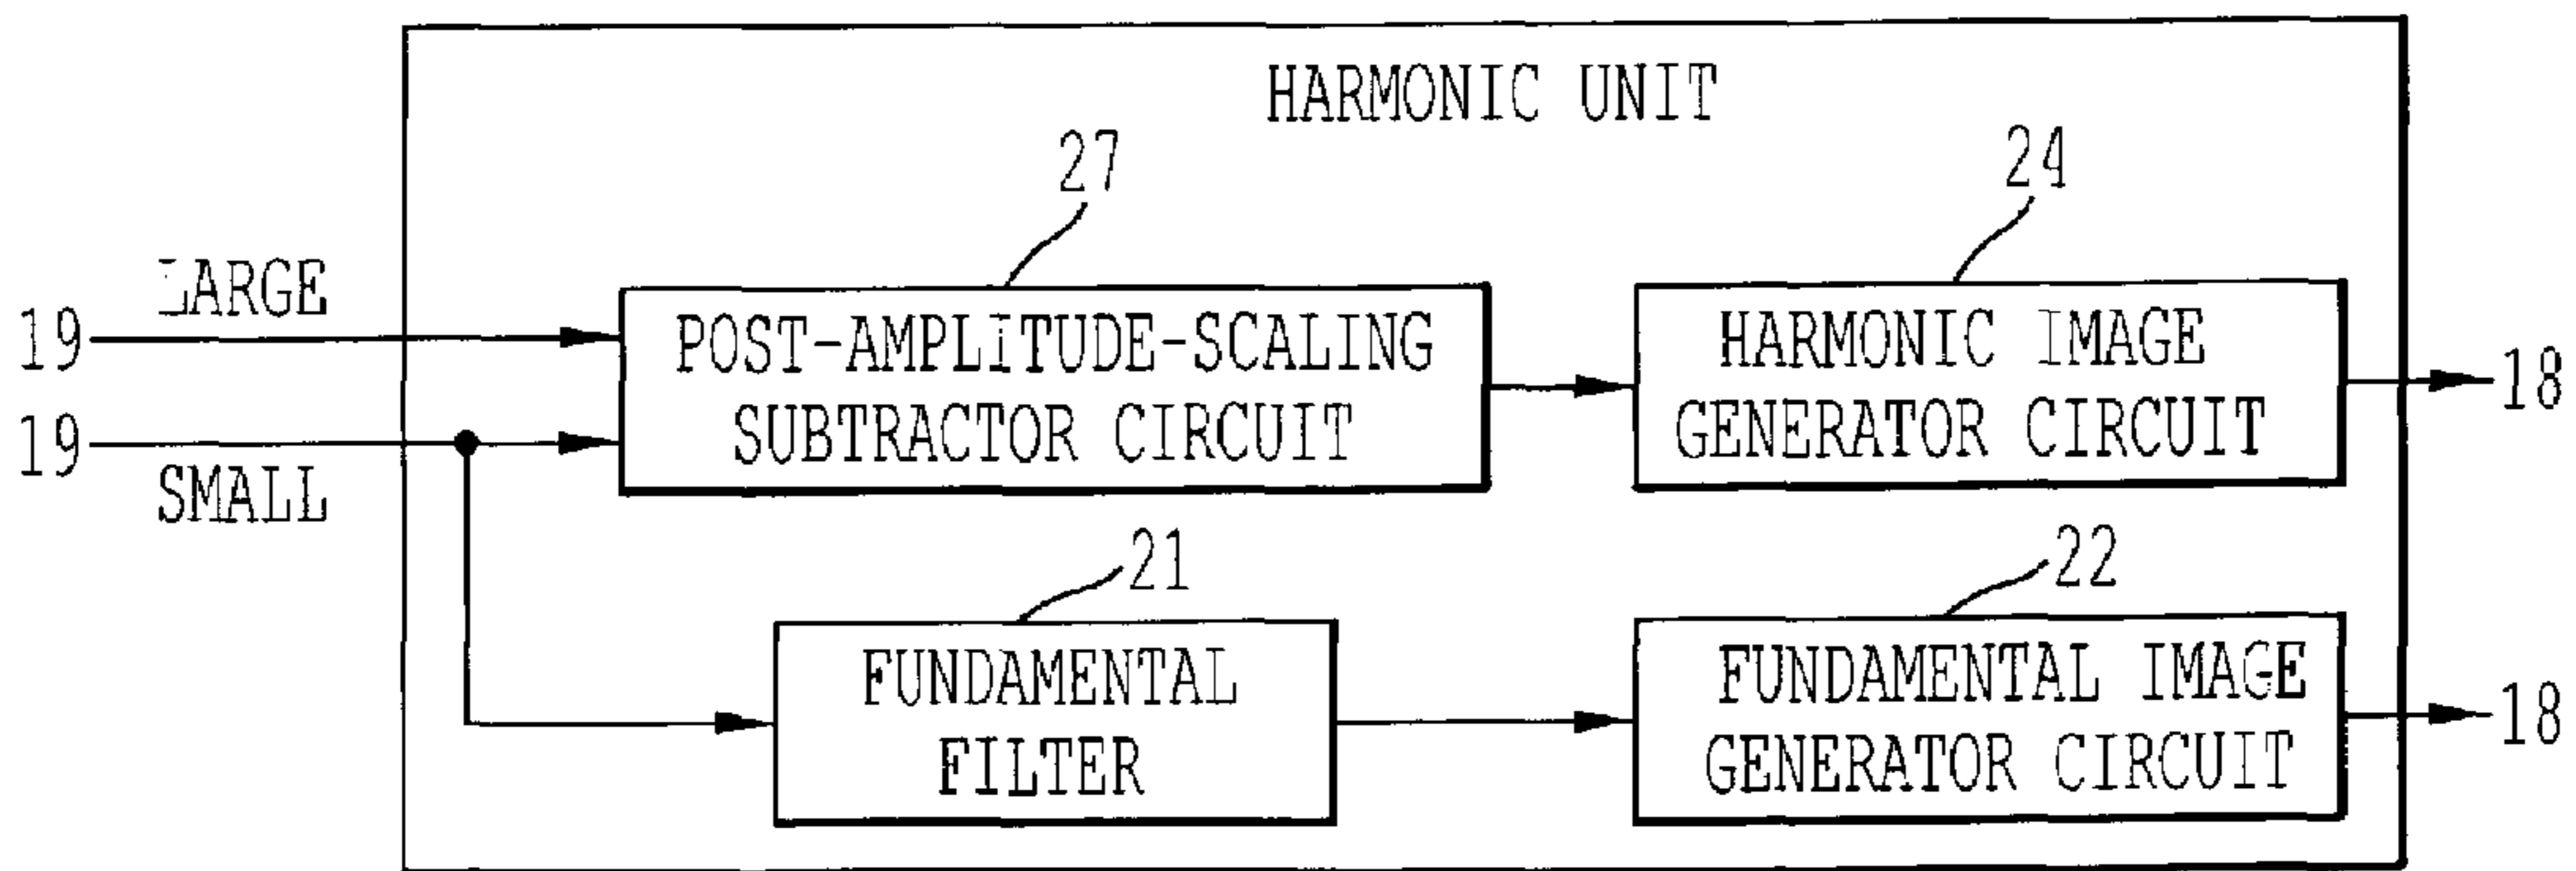 HARMONIC UNIT
27
24
LARGE
19
POST-AMPLITUDE-SCALING
SUBTRACTOR CIRCUIT
HARMONIC IMAGE
GENERATOR CIRCUIT
18
19
SMALL
21
22
FUNDAMENTAL
FILTER
FUNDAMENTAL IMAGE
GENERATOR CIRCUIT
18